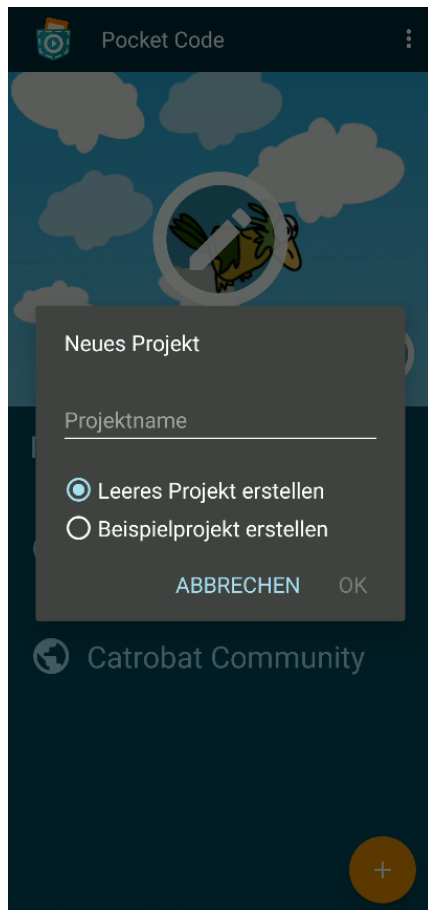 Pocket Code
Neues Projekt
Projektname
Leeres Projekt erstellen
Beispielprojekt erstellen
ABBRECHEN OK
Catrobat Community